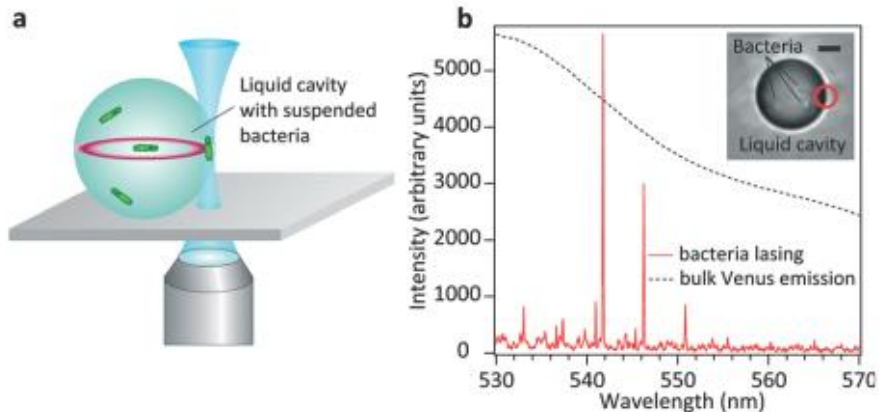 a
Liquid cavity
with suspended
bacteria
b
Intensity (arbitrary units)
5000
4000
3000
2000
1000
0
Bacteria
Liquid cavity
bacteria lasing
bulk Venus emission
530
540
550
560
570
Wavelength (nm)